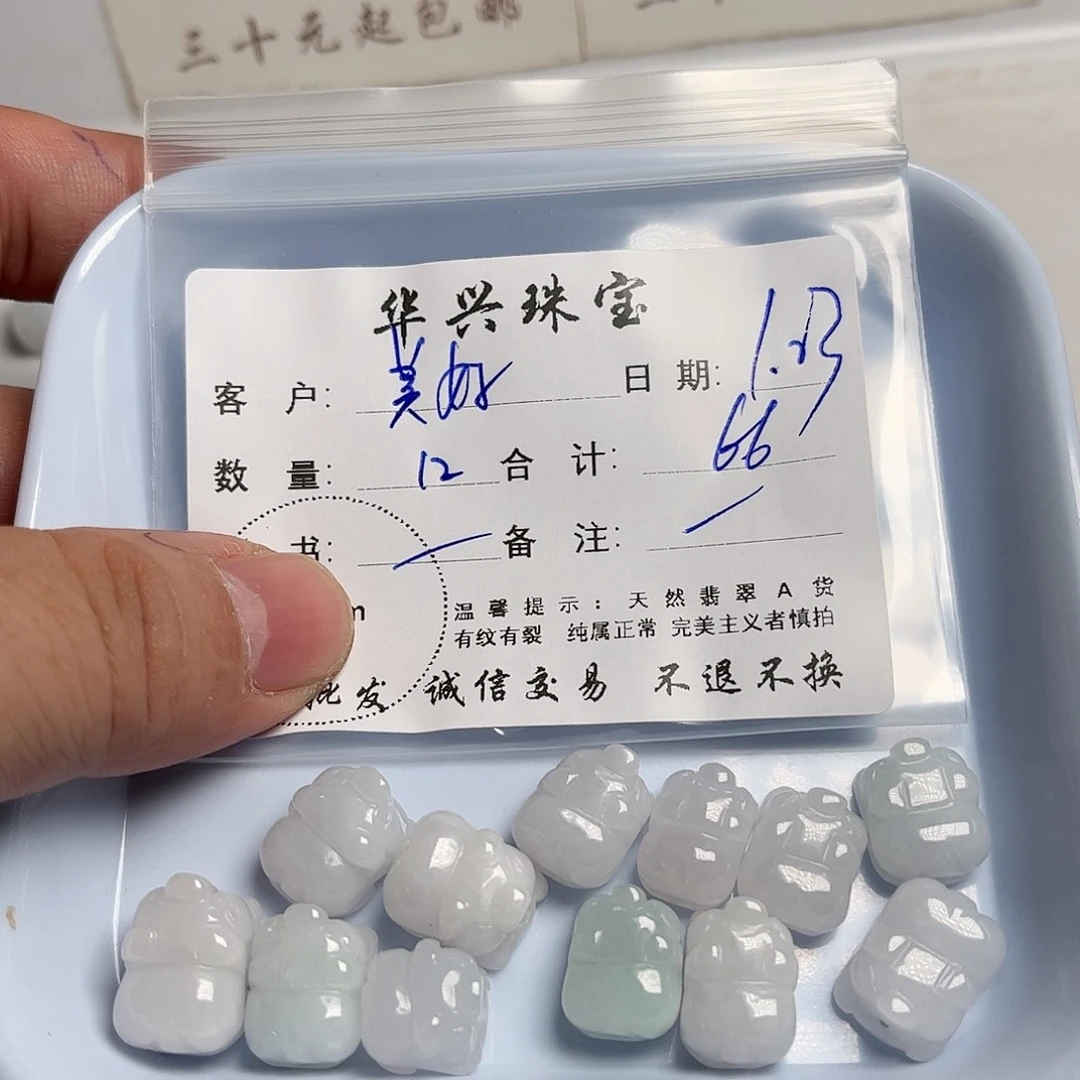 三十元起包邮
华兴珠宝
客 户: 美好 日 期: 1.23
数 量: 12 合 计: 66
书: 备 注:
m 温馨提示: 天然翡翠A货
有纹有裂 纯属正常 完美主义者慎拍
批发 诚信交易 不退不换